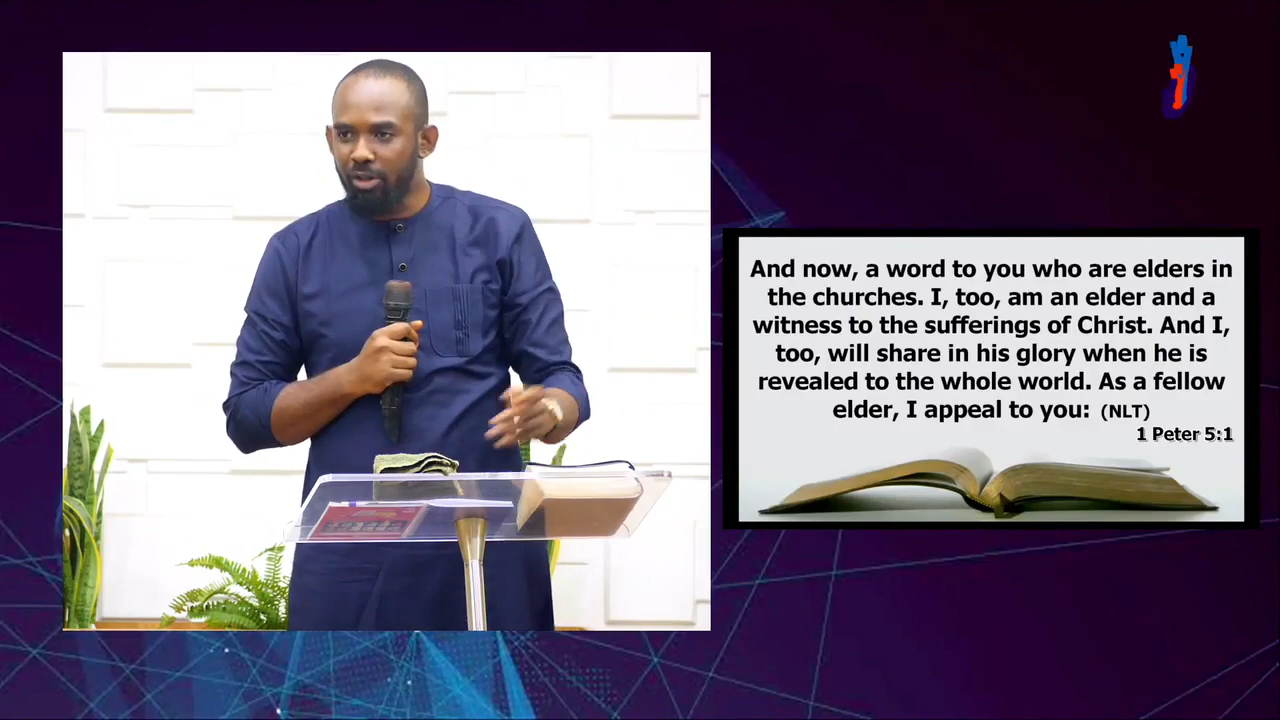 And now, a word to you who are elders in
the churches. I, too, am an elder and a
witness to the sufferings of Christ. And I,
too, will share in his glory when he is
revealed to the whole world. As a fellow
elder, I appeal to you: (NLT)
1 Peter 5:1